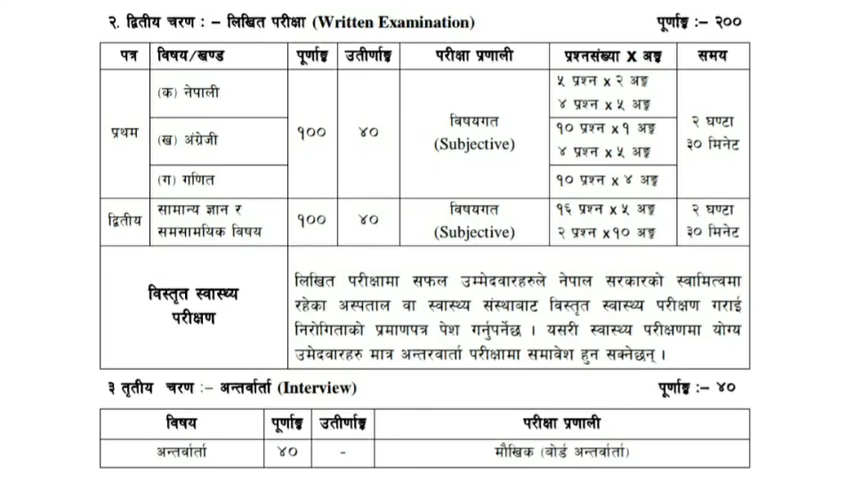 २. द्वितीय चरण : – लिखित परीक्षा (Written Examination) पूर्णाङ्क :– २००
पत्र विषय/खण्ड पूर्णाङ्क उतीर्णाङ्क परीक्षा प्रणाली प्रश्नसंख्या X अङ्क समय
प्रथम (क) नेपाली १०० ४० विषयगत (Subjective) ५ प्रश्न x २ अङ्क
४ प्रश्न x ५ अङ्क
२ घण्टा
३० मिनेट
(ख) अंग्रेजी १० प्रश्न x १ अङ्क
४ प्रश्न x ५ अङ्क
(ग) गणित १० प्रश्न x ४ अङ्क
द्वितीय सामान्य ज्ञान र १०० ४० विषयगत १६ प्रश्न x ५ अङ्क २ घण्टा
समसामयिक विषय (Subjective) २ प्रश्न x १० अङ्क ३० मिनेट
विस्तृत स्वास्थ्य
परीक्षण
लिखित परीक्षामा सफल उम्मेदवारहरुले नेपाल सरकारको स्वामित्वमा
रहेका अस्पताल वा स्वास्थ्य संस्थाबाट विस्तृत स्वास्थ्य परीक्षण गराई
निरोगिताको प्रमाणपत्र पेश गर्नुपर्नेछ । यसरी स्वास्थ्य परीक्षणमा योग्य
उमेदवारहरु मात्र अन्तरवार्ता परीक्षामा समावेश हुन सक्नेछन् ।
३ तृतीय चरण :– अन्तर्वार्ता (Interview) पूर्णाङ्क :– ४०
विषय पूर्णाङ्क उतीर्णाङ्क परीक्षा प्रणाली
अन्तर्वार्ता ४० - मौखिक (बोर्ड अन्तर्वार्ता)